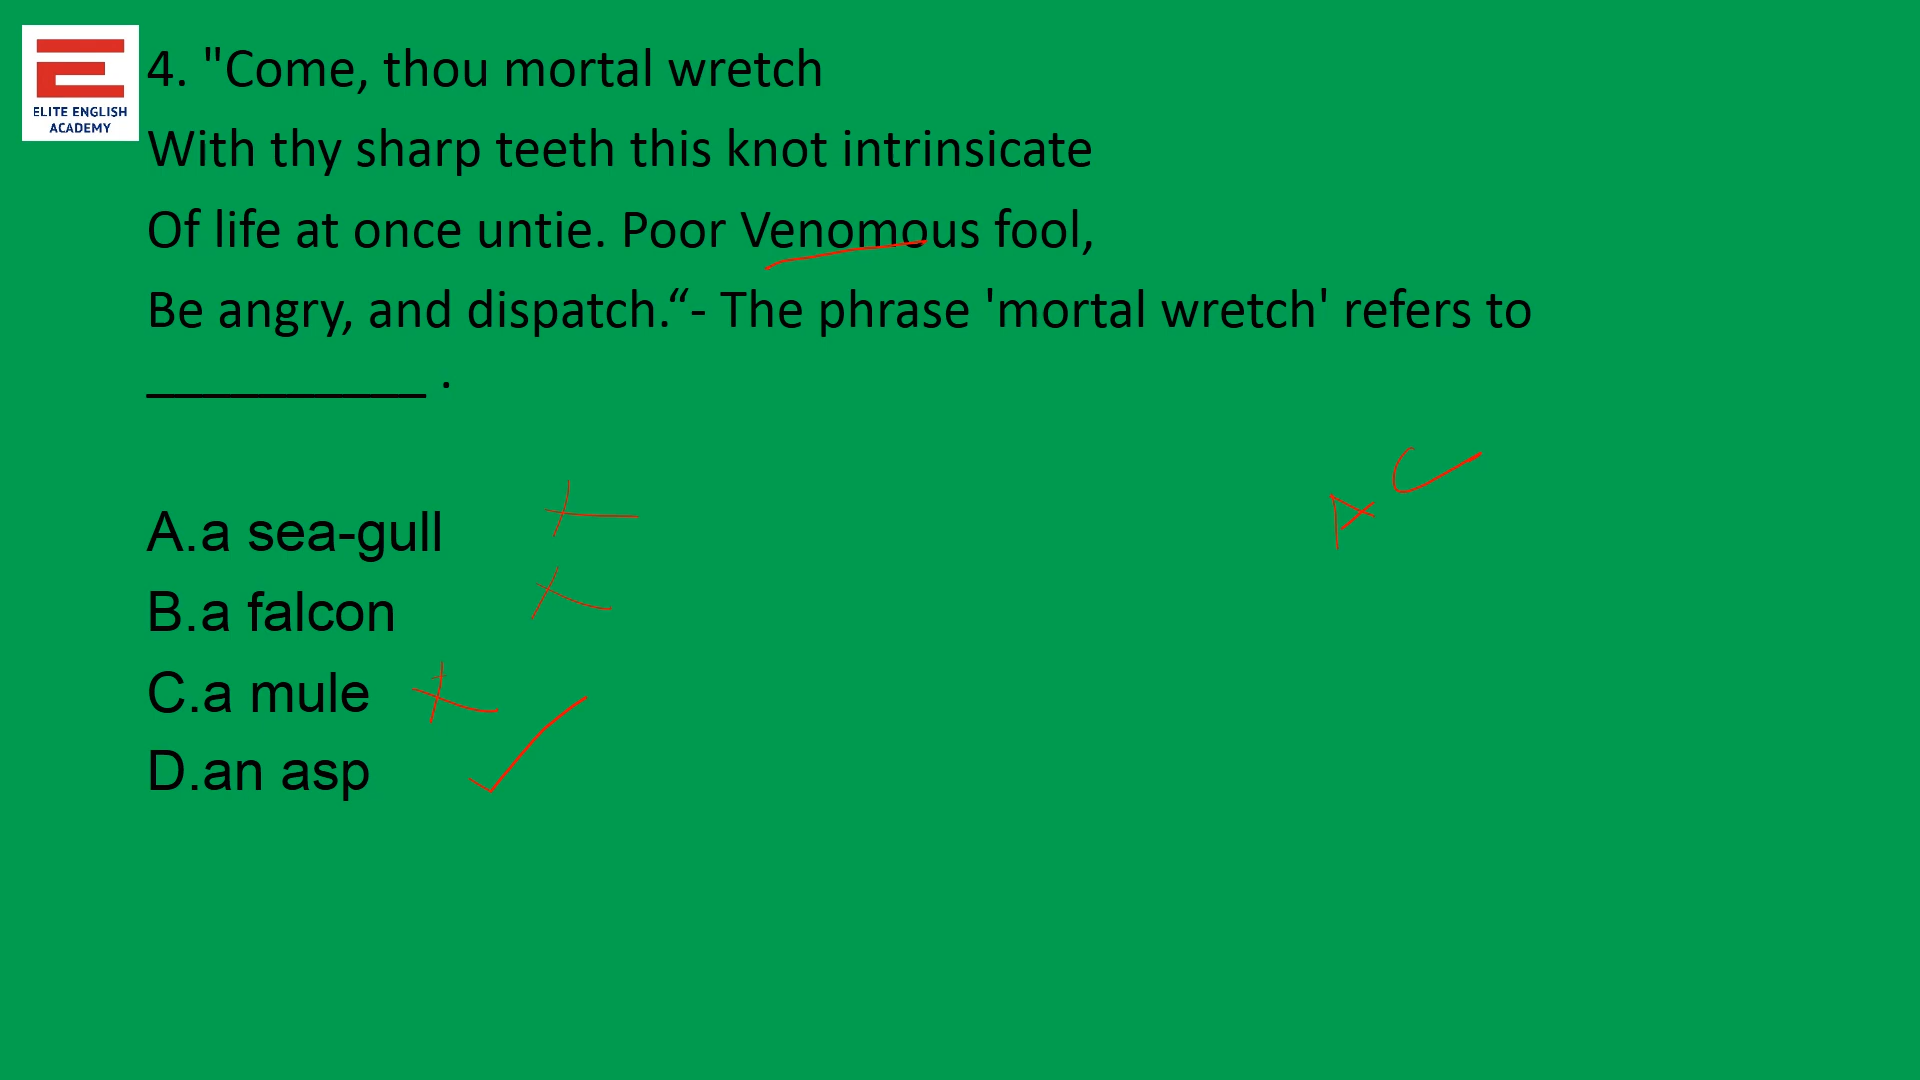 ELITE ENGLISH
ACADEMY
4. "Come, thou mortal wretch
With thy sharp teeth this knot intrinsicate
Of life at once untie. Poor Venomous fool,
Be angry, and dispatch.“- The phrase 'mortal wretch' refers to
__________ .
A.a sea-gull
B.a falcon
C.a mule
D.an asp